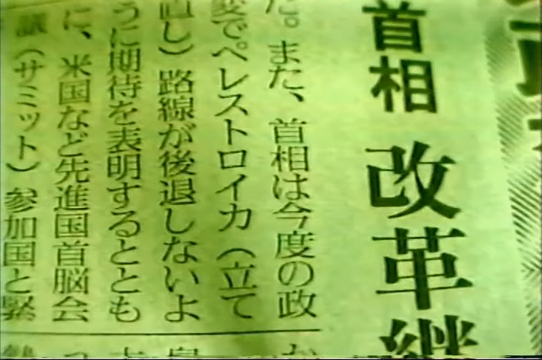 首相 改革継
た。また、首相は今度の政
変でペレストロイカ（立て
直し）路線が後退しないよ
うに期待を表明するととも
に、米国など先進国首脳会
議（サミット）参加国と緊